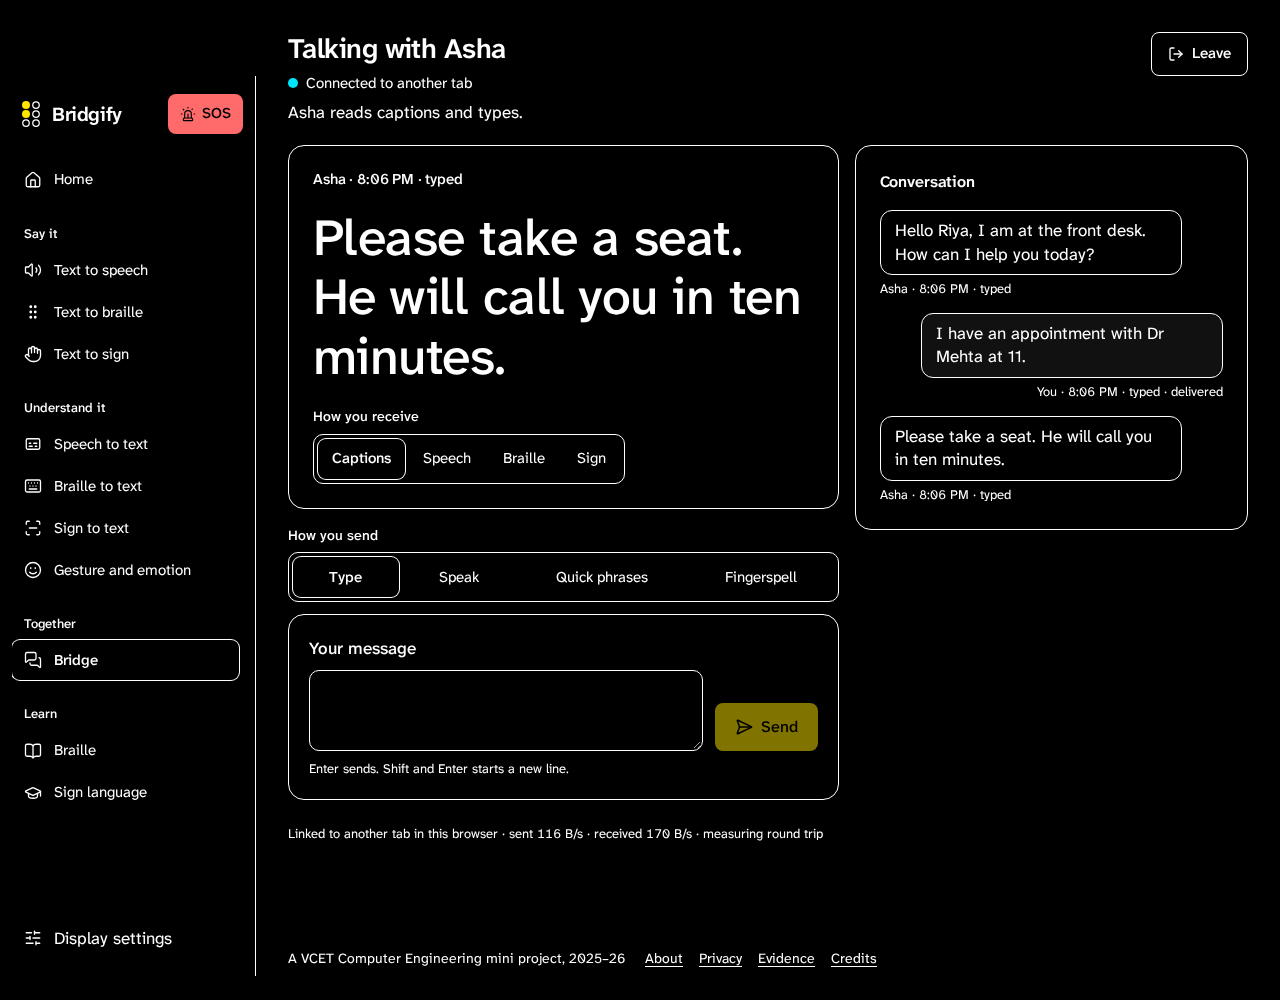 Bridgify
SOS
Home
Say it
Text to speech
Text to braille
Text to sign
Understand it
Speech to text
Braille to text
Sign to text
Gesture and emotion
Together
Bridge
Learn
Braille
Sign language
Display settings
Talking with Asha
Leave
Connected to another tab
Asha reads captions and types.
Asha · 8:06 PM · typed
Please take a seat.
He will call you in ten
minutes.
How you receive
Captions Speech Braille Sign
How you send
Type Speak Quick phrases Fingerspell
Your message
Send
Enter sends. Shift and Enter starts a new line.
Linked to another tab in this browser · sent 116 B/s · received 170 B/s · measuring round trip
Conversation
Hello Riya, I am at the front desk.
How can I help you today?
Asha · 8:06 PM · typed
I have an appointment with Dr
Mehta at 11.
You · 8:06 PM · typed · delivered
Please take a seat. He will call you
in ten minutes.
Asha · 8:06 PM · typed
A VCET Computer Engineering mini project, 2025–26 About Privacy Evidence Credits